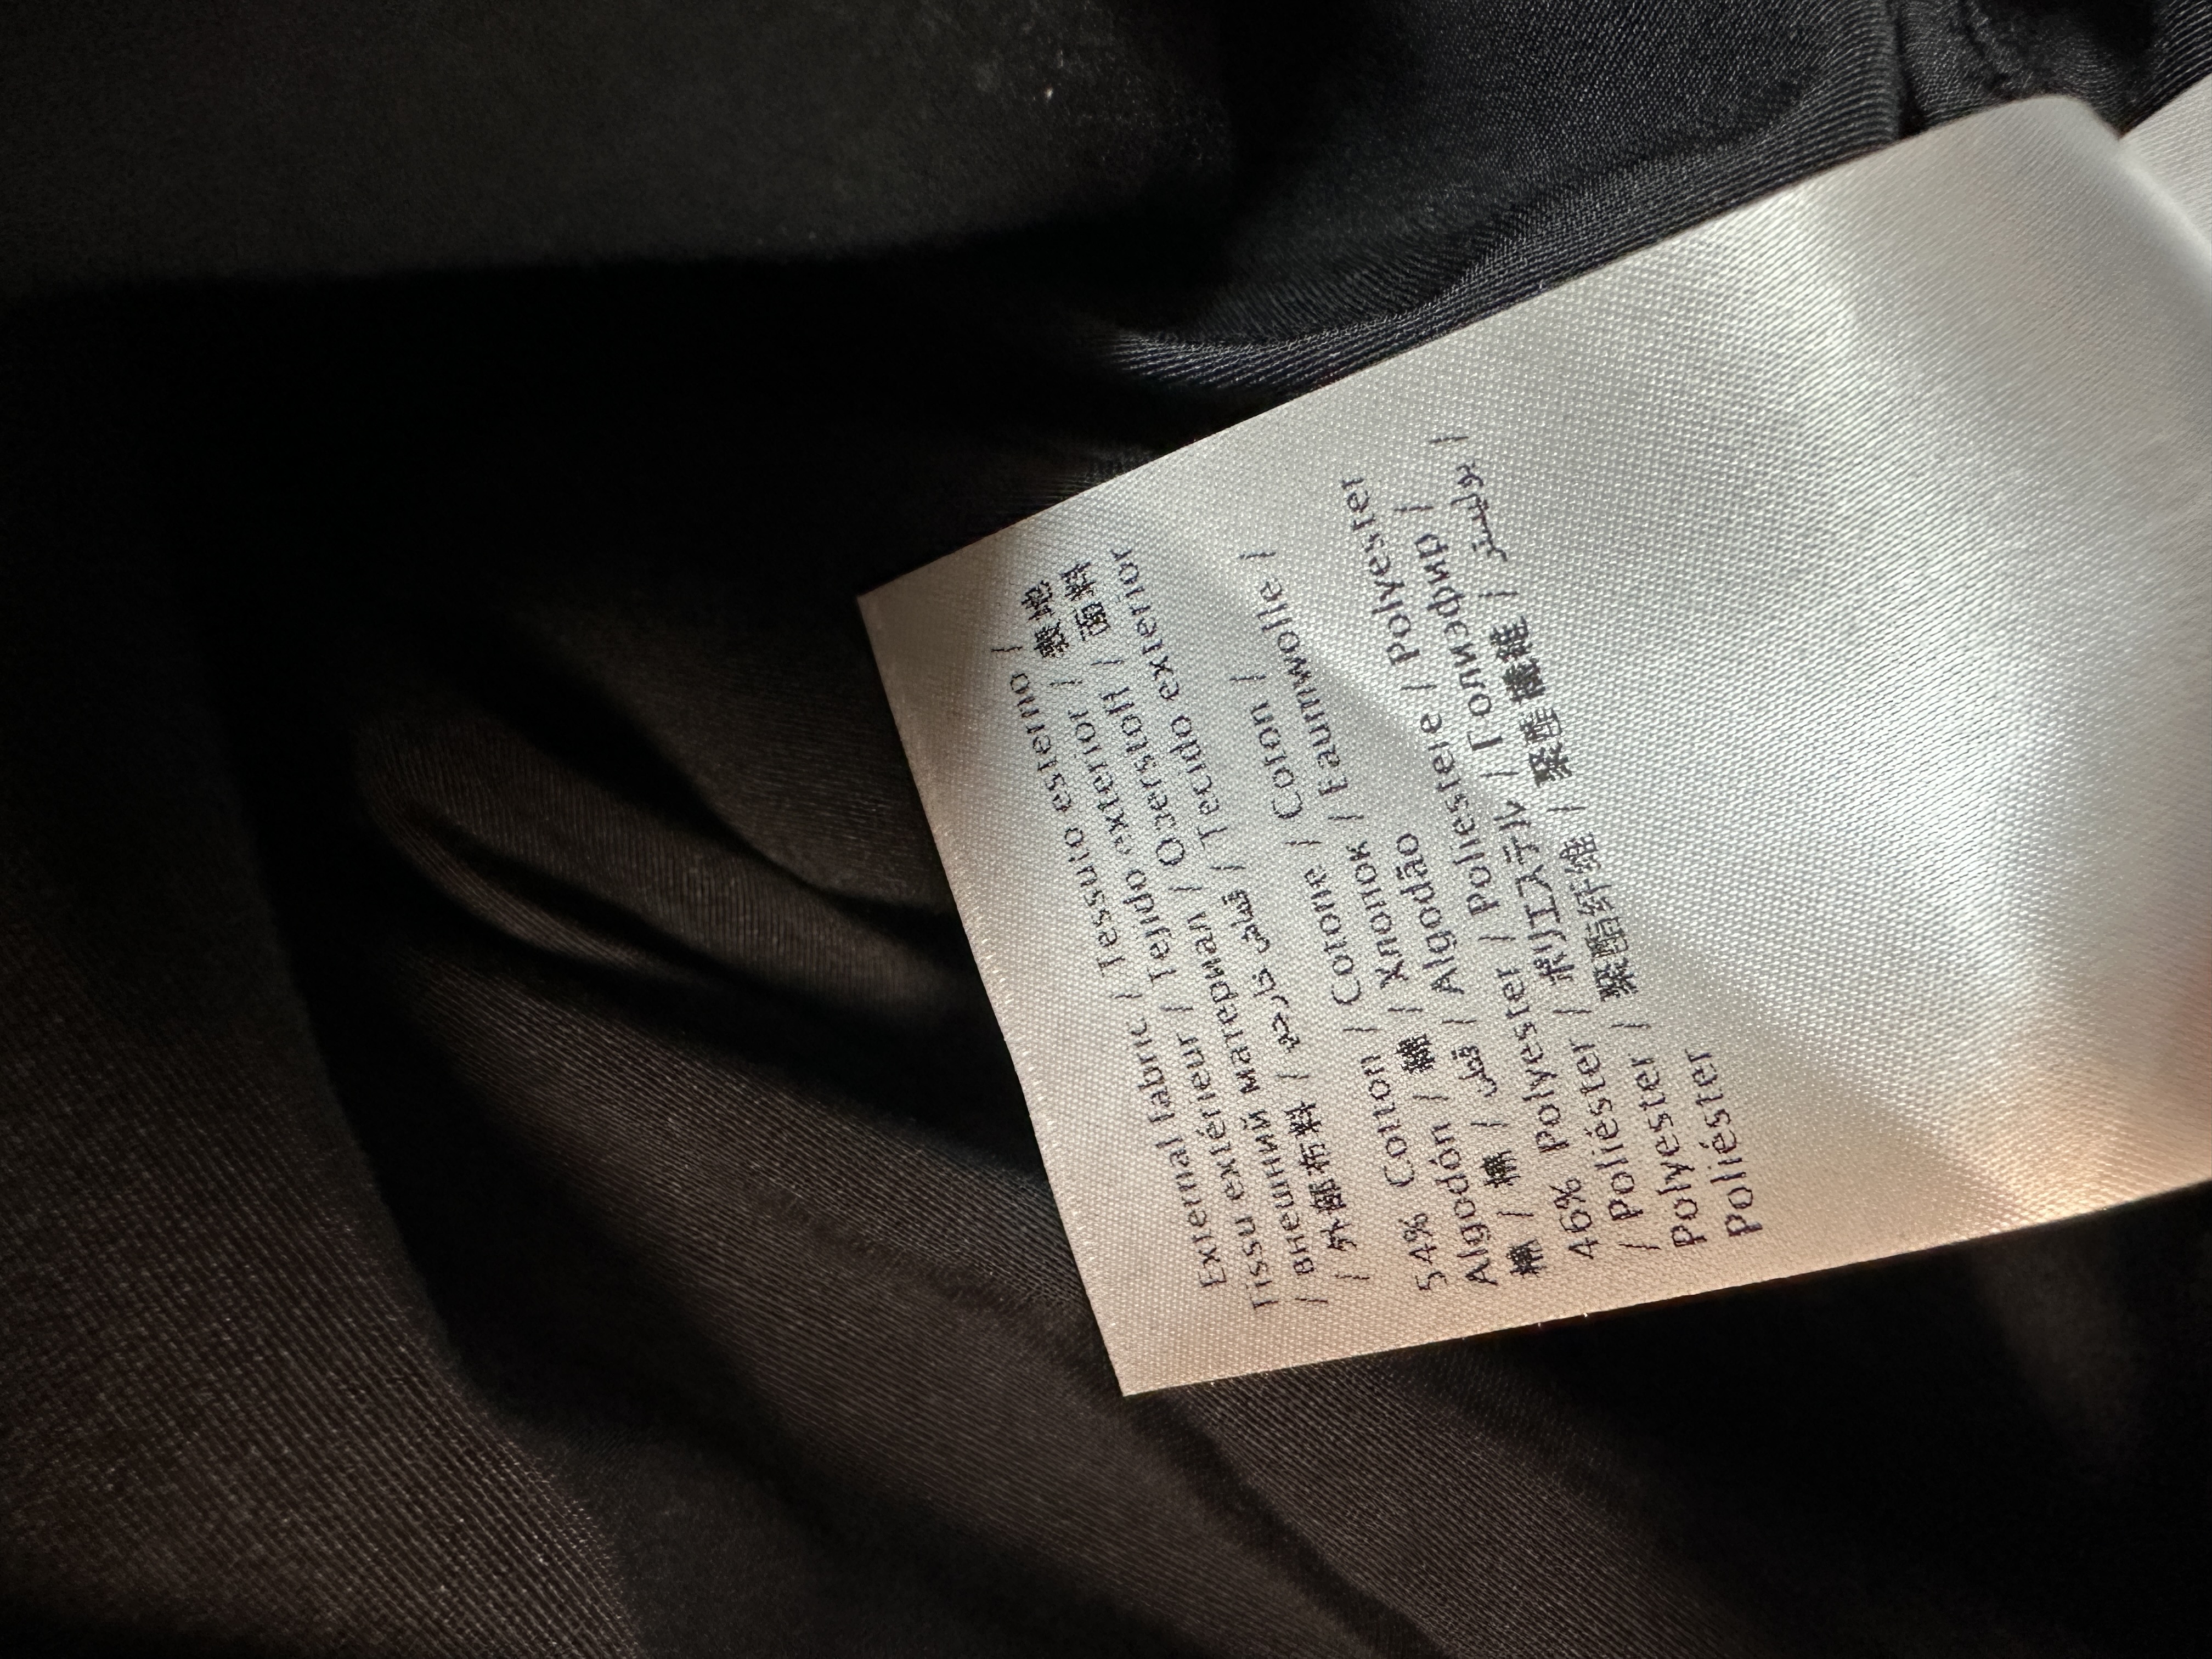 External fabric / Tessuto esterno /
Tissu extérieur / Tejido exterior / 表地
/ внешний материал / Oberstoff / 面料
/ 外部布料 / قماش خارجي / Tecido exterior
54% Cotton / Cotone / Coton /
Algodón / 綿 / Хлопок / Baumwolle /
棉 / 棉 / قطن / Algodão
46% Polyester / Poliestere / Polyester
/ Poliéster / ポリエステル / Полиэфир /
Polyester / 聚酯纤维 / 聚酯纖維 / بوليستر /
Poliéster